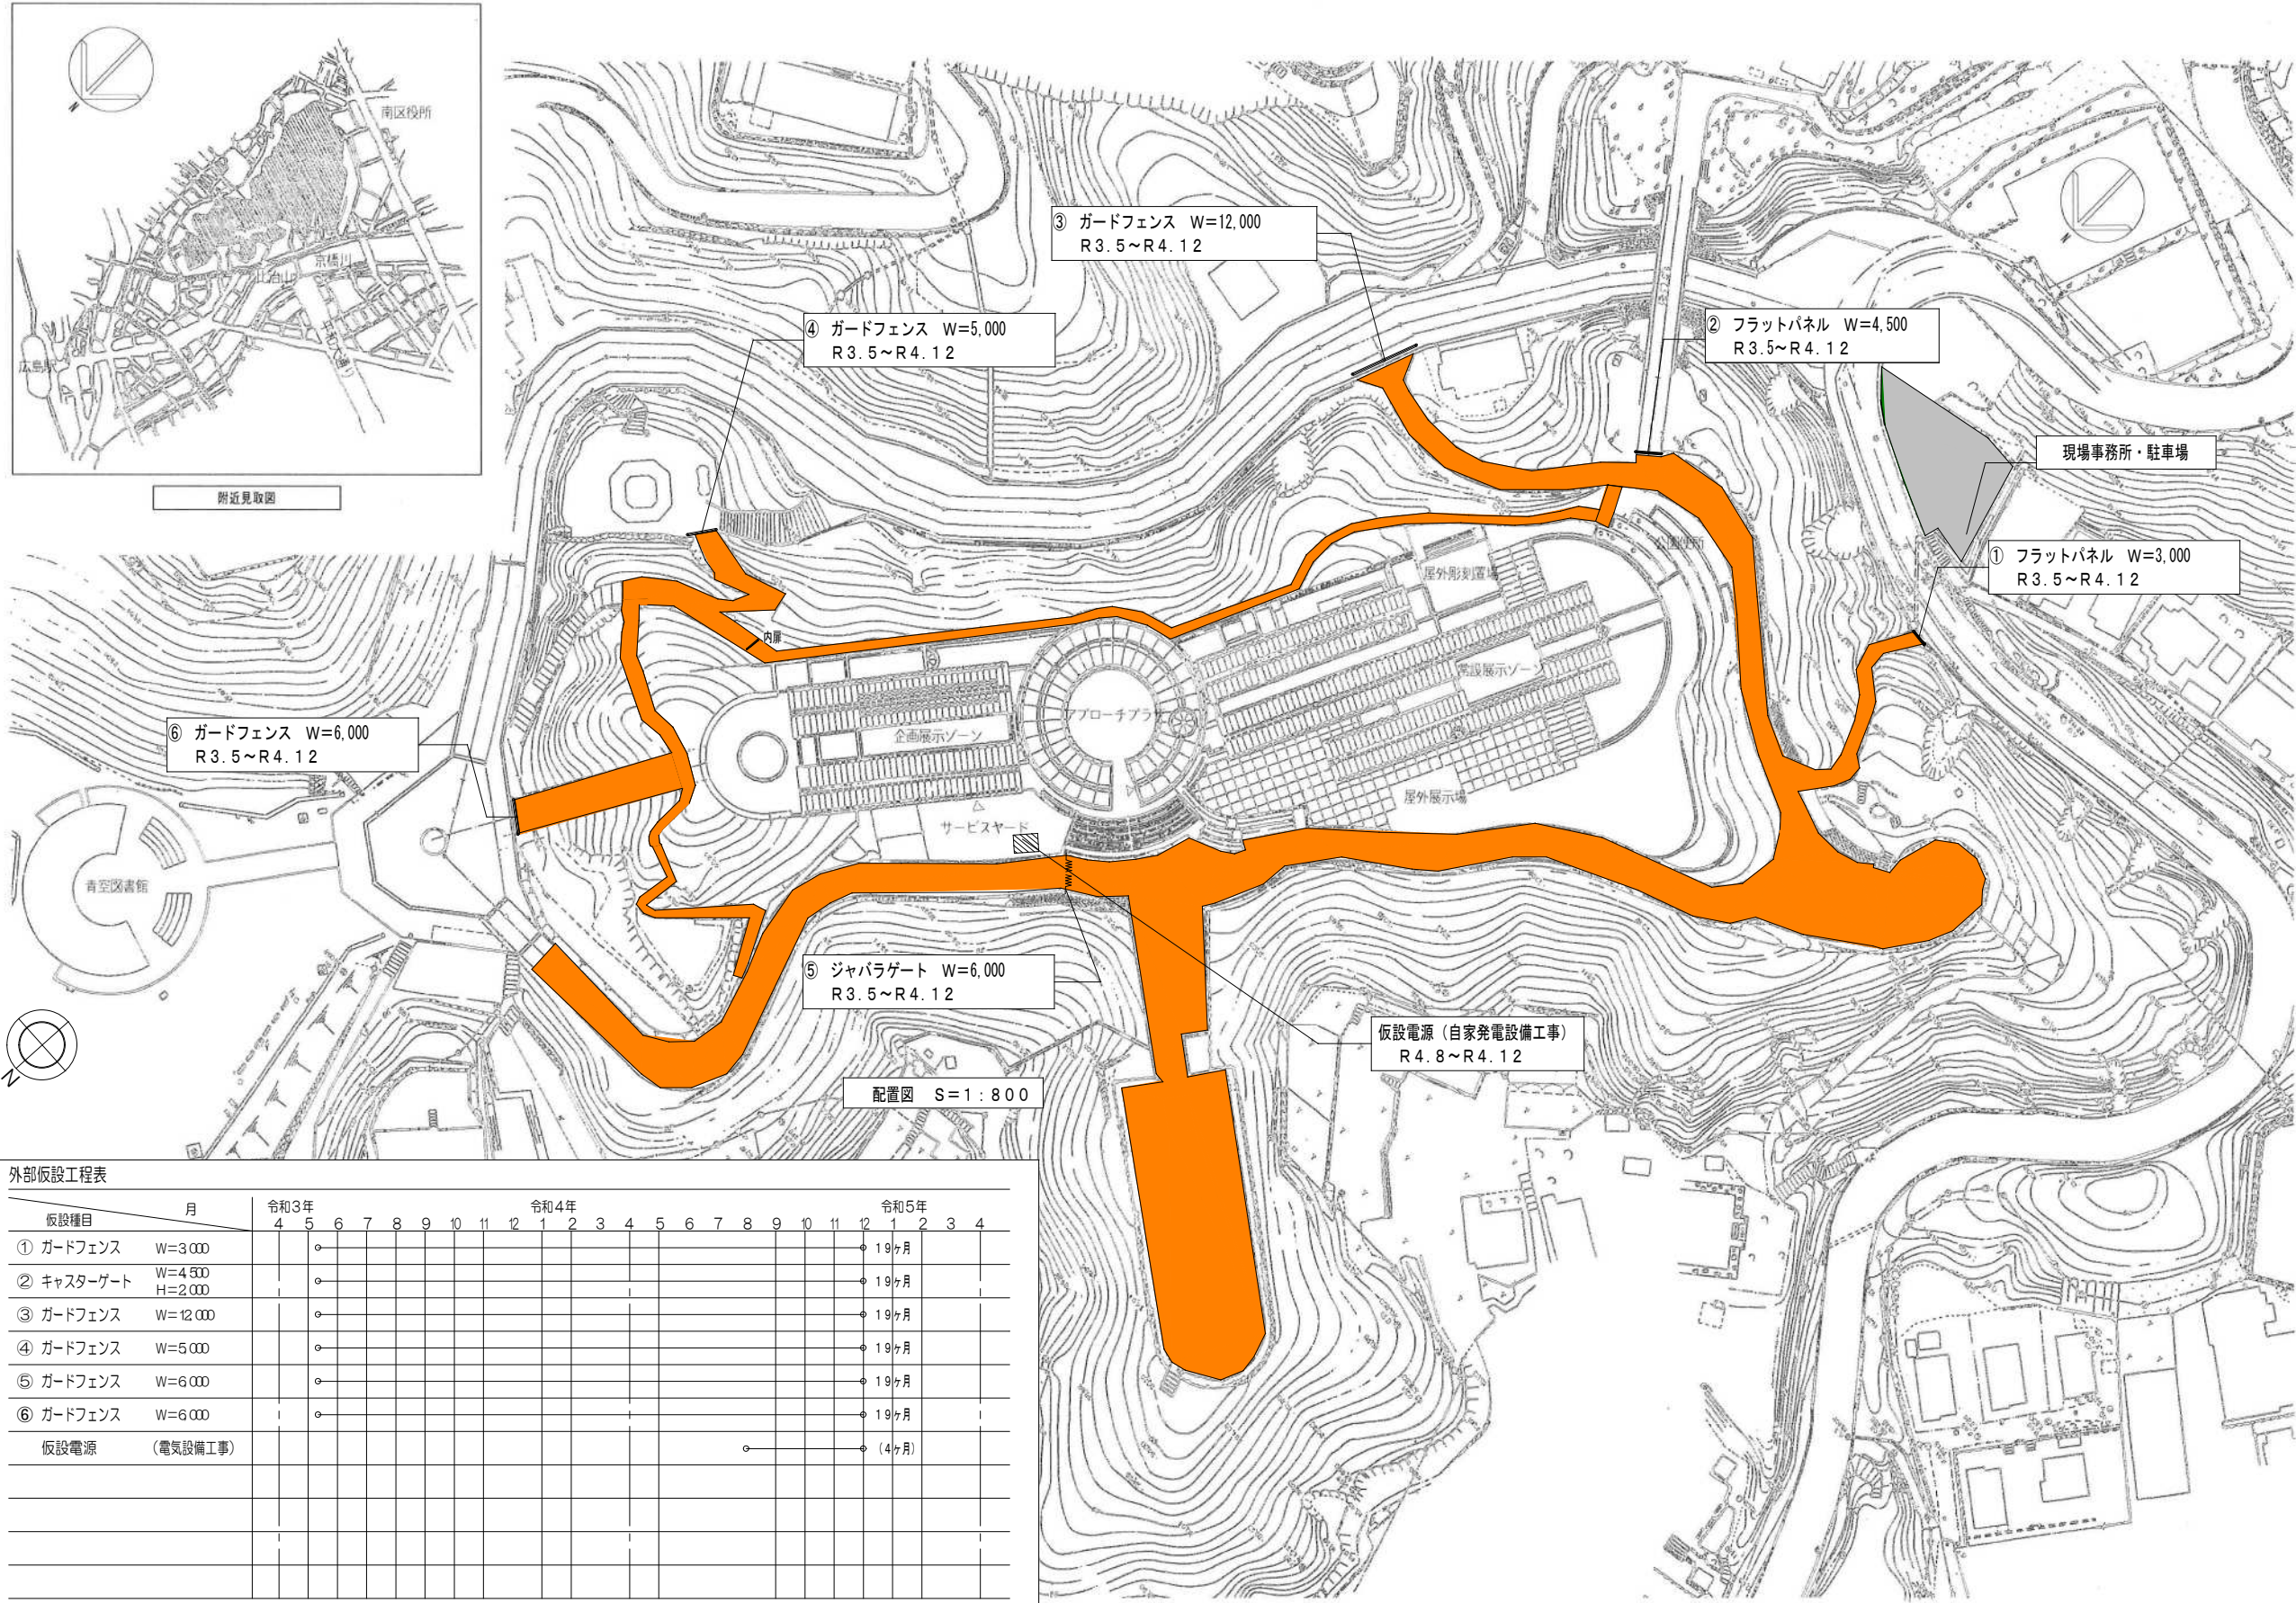 南区役所
京橋川
比治山
広島駅
N
附近見取図
③ ガードフェンス W=12,000
R3.5~R4.12
④ ガードフェンス W=5,000
R3.5~R4.12
② フラットパネル W=4,500
R3.5~R4.12
N
現場事務所・駐車場
① フラットパネル W=3,000
R3.5~R4.12
公園便所
屋外彫刻置場
内扉
常設展示ゾーン
アプローチプラザ
企画展示ゾーン
⑥ ガードフェンス W=6,000
R3.5~R4.12
屋外展示場
サービスヤード
青空図書館
⑤ ジャバラゲート W=6,000
R3.5~R4.12
仮設電源(自家発電設備工事)
R4.8~R4.12
N
配置図 S=1:800
外部仮設工程表
仮設種目 月 令和3年 令和4年 令和5年
4 5 6 7 8 9 10 11 12 1 2 3 4 5 6 7 8 9 10 11 12 1 2 3 4
① ガードフェンス W=3,000 19ヶ月
② キャスターゲート W=4,500 19ヶ月
H=2,000
③ ガードフェンス W=12,000 19ヶ月
④ ガードフェンス W=5,000 19ヶ月
⑤ ガードフェンス W=6,000 19ヶ月
⑥ ガードフェンス W=6,000 19ヶ月
仮設電源 (電気設備工事) (4ヶ月)